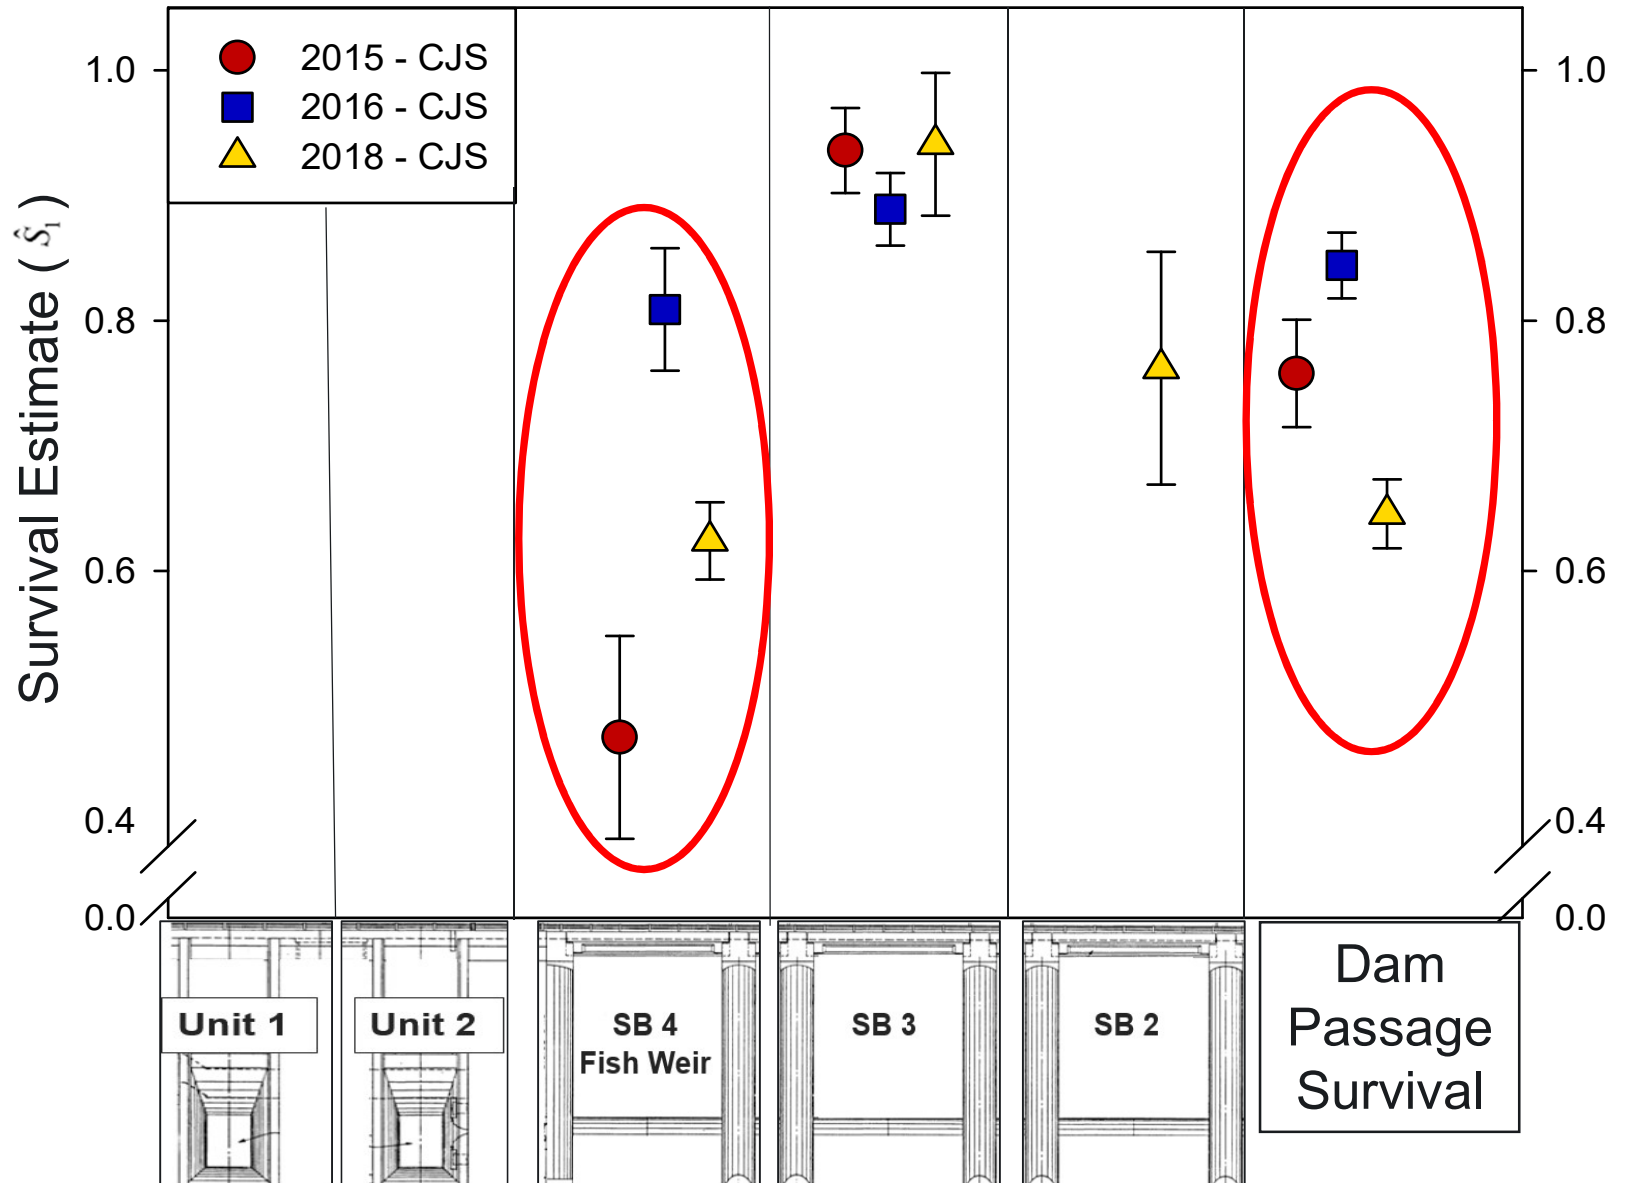 2015 - CJS
2016 - CJS
2018 - CJS
Survival Estimate ( Ŝ₁ )
1.0
0.8
0.6
0.4
0.0
1.0
0.8
0.6
0.4
0.0
Unit 1
Unit 2
SB 4
Fish Weir
SB 3
SB 2
Dam
Passage
Survival